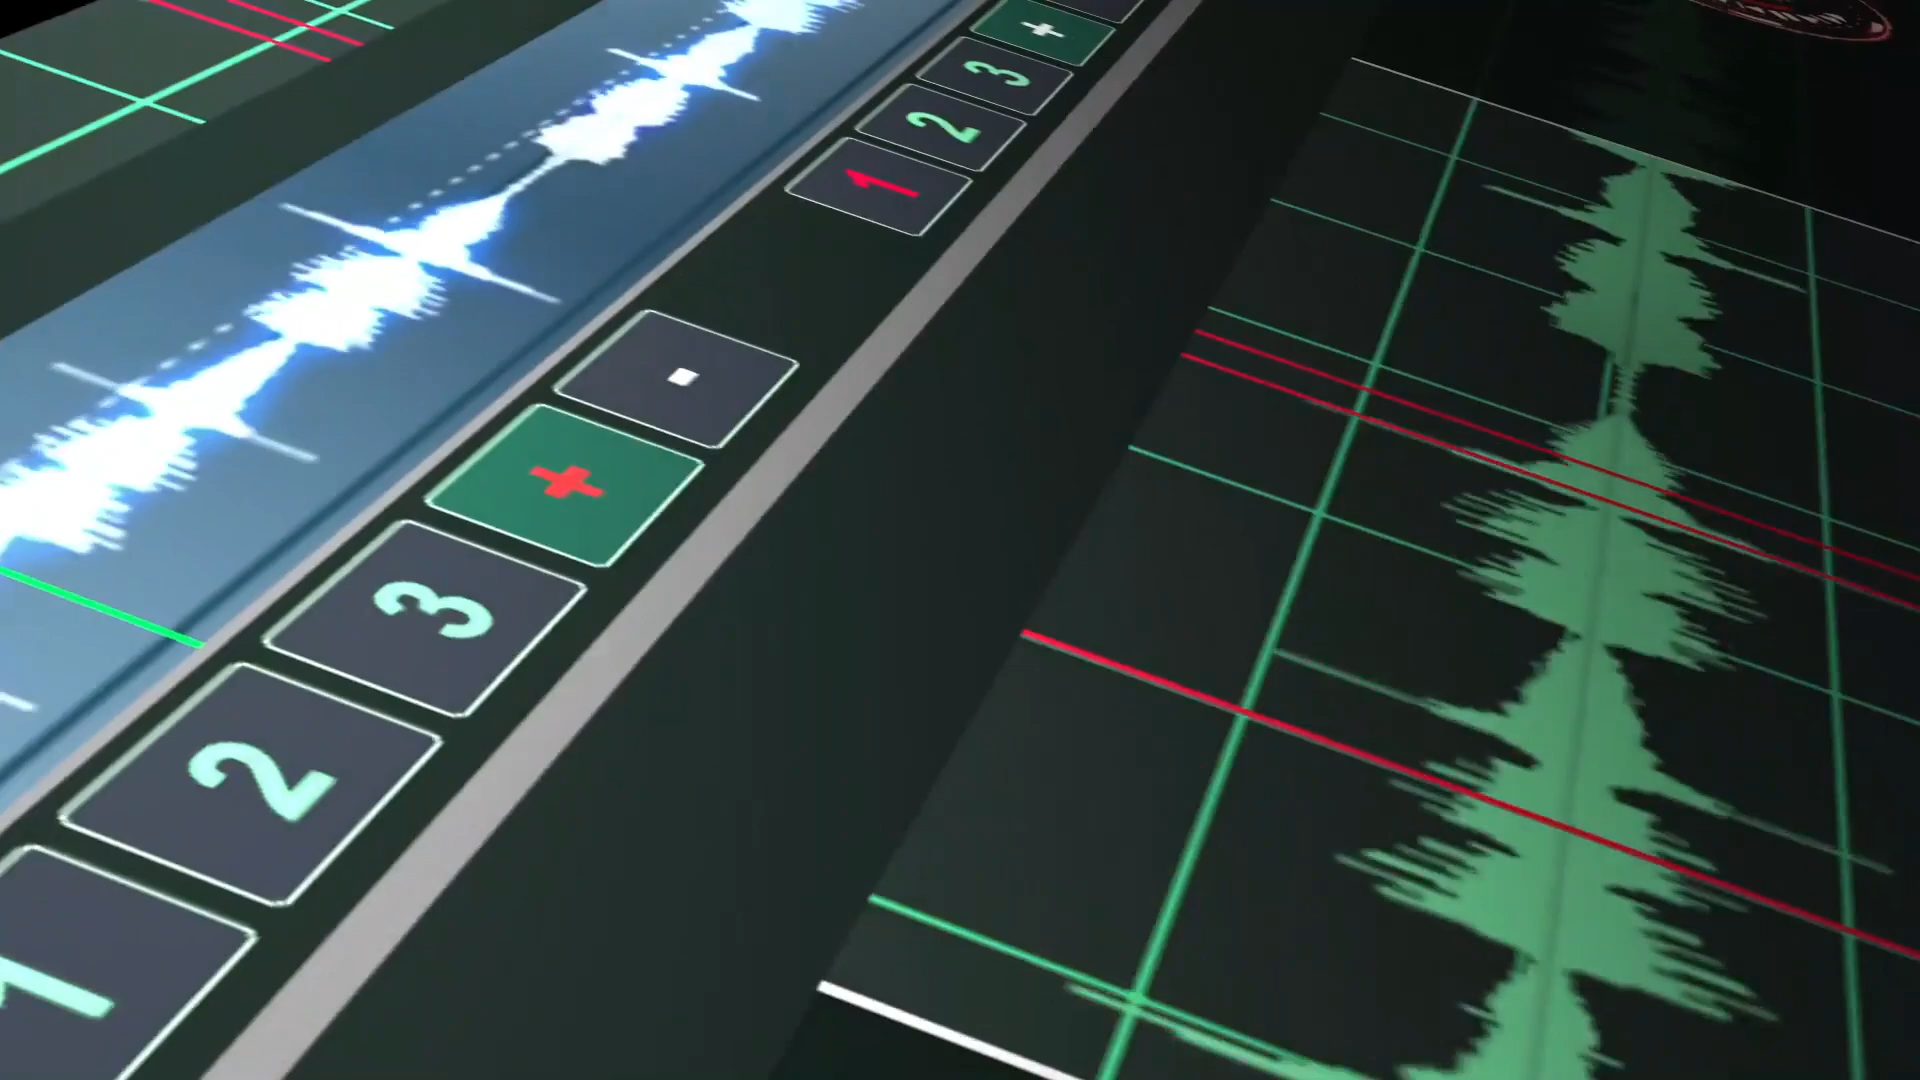 1 2 3 + ▪
1 2 3 +